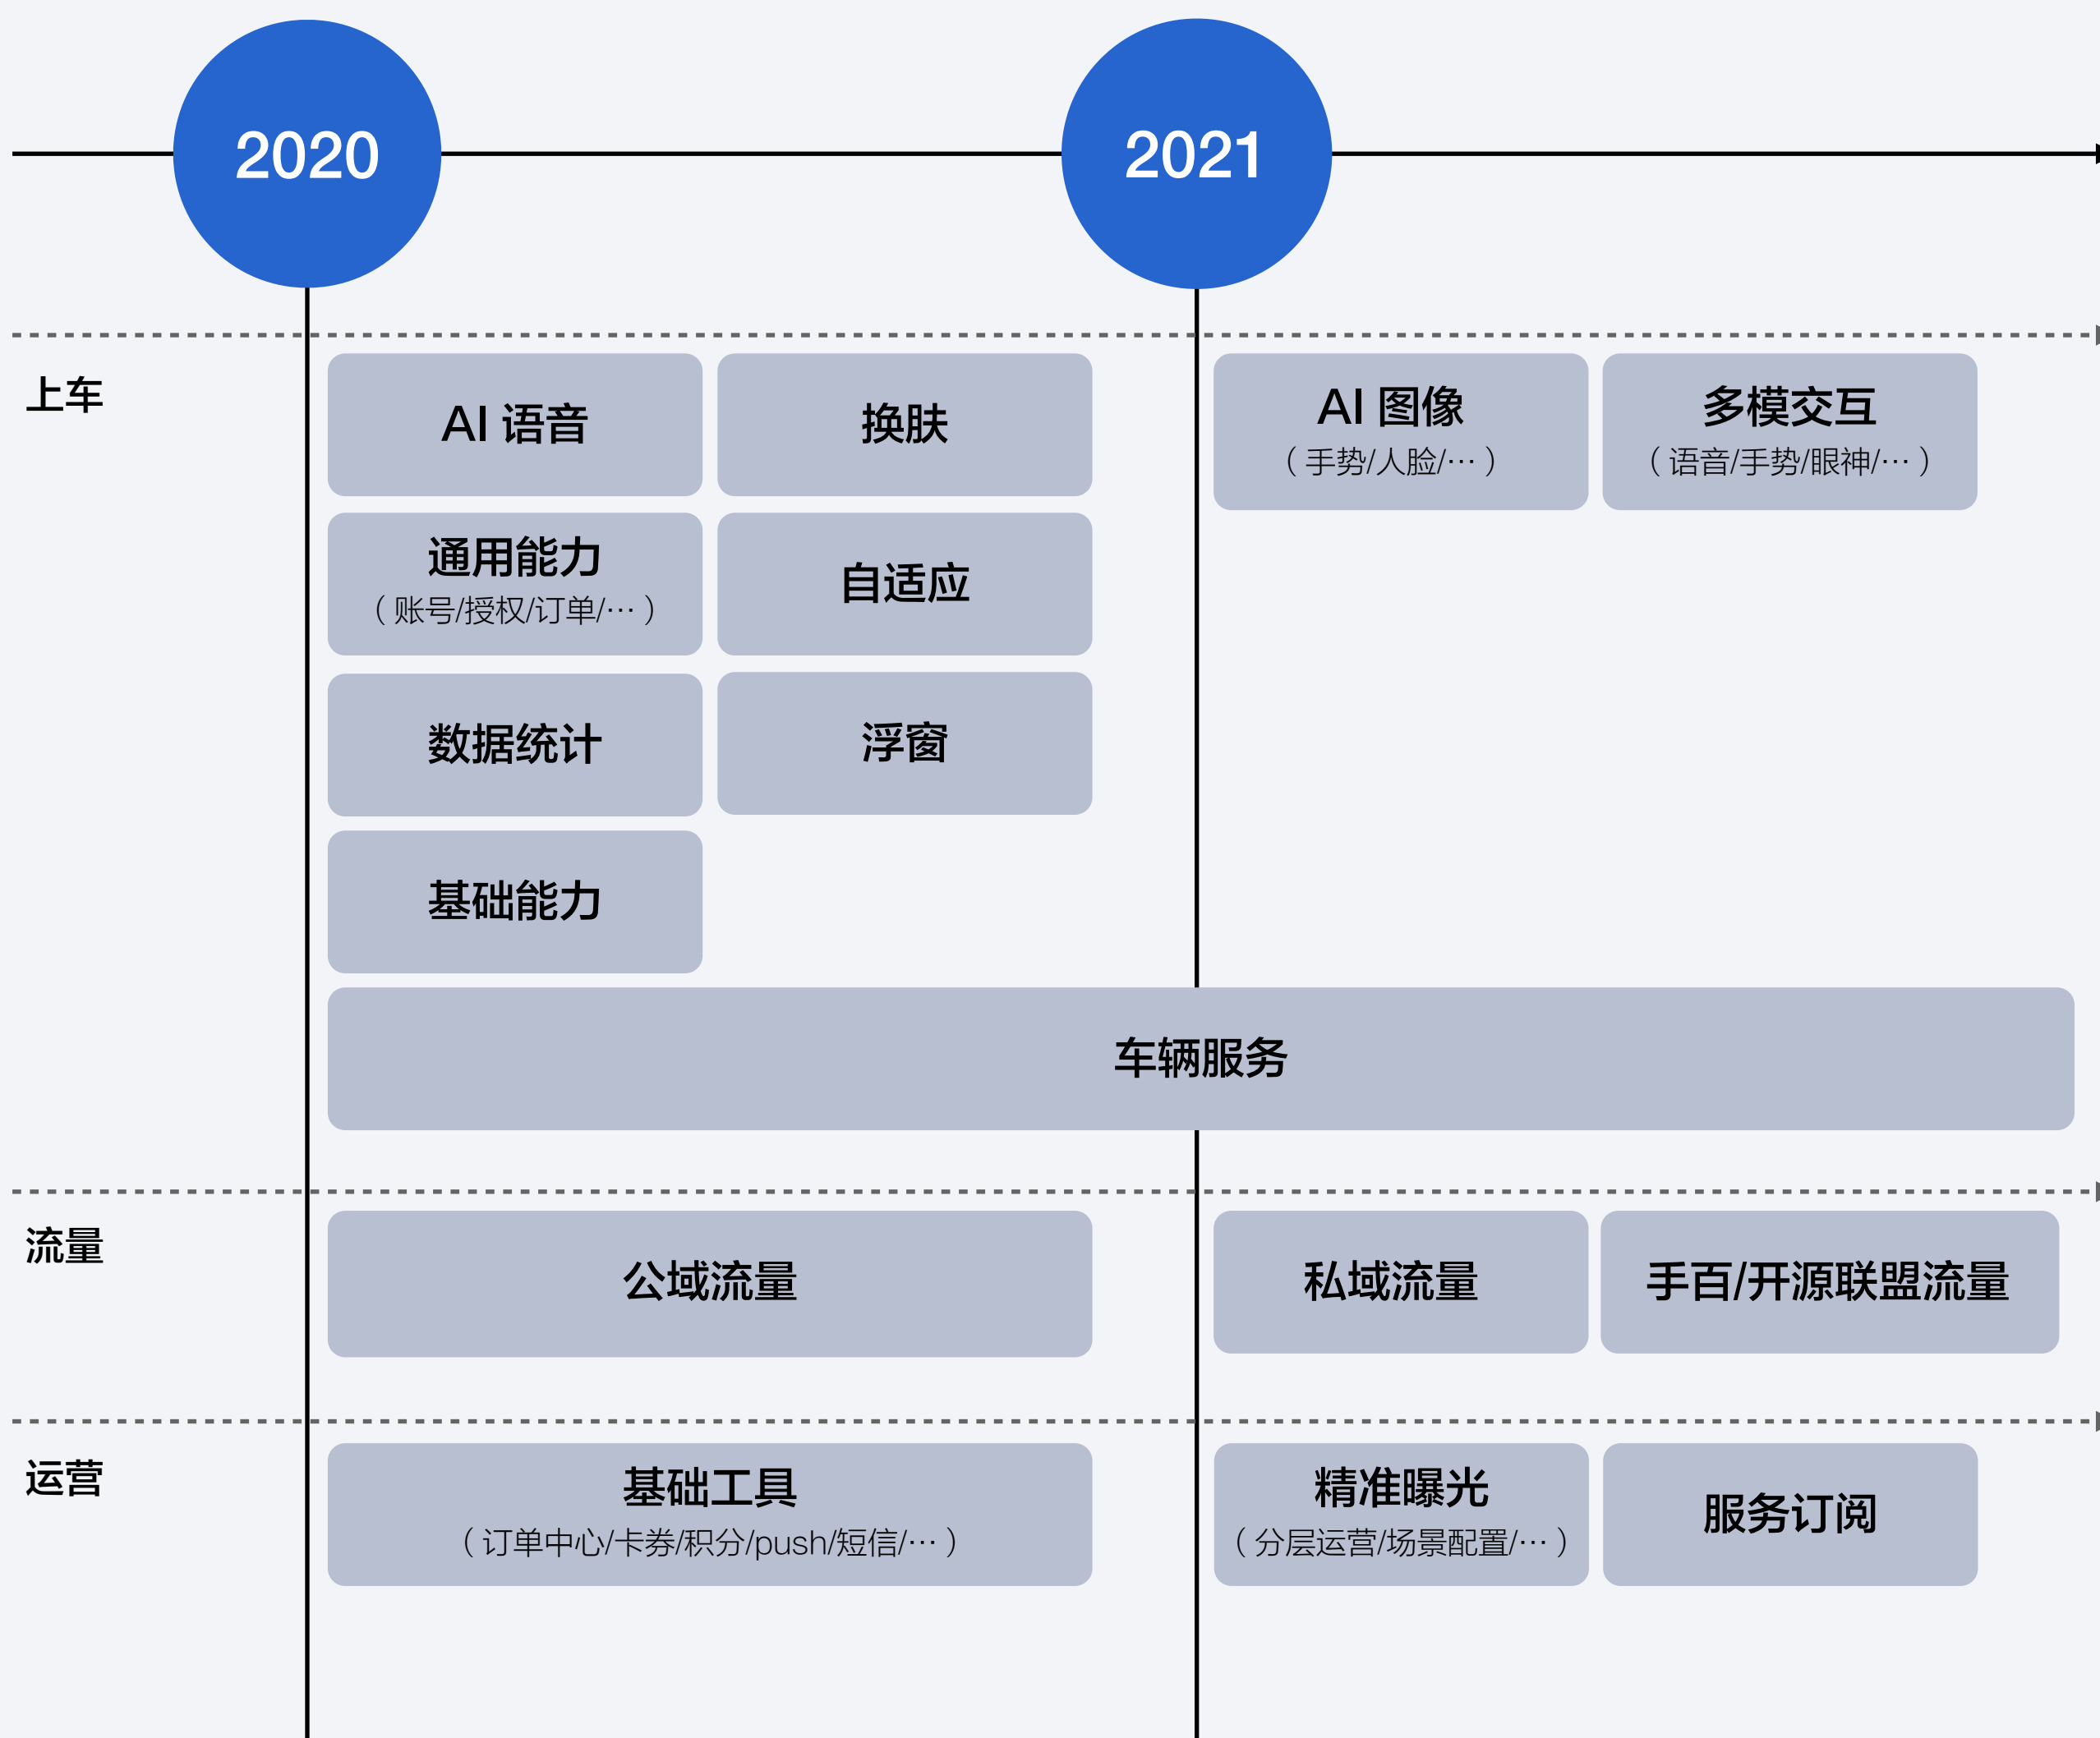 2020
2021
上车
AI 语音
换肤
AI 图像
（手势/人脸/···）
多模交互
（语音/手势/眼神/···）
通用能力
（帐号/授权/订单/···）
自适应
数据统计
浮窗
基础能力
车辆服务
流量
公域流量
私域流量
手百/开源联盟流量
运营
基础工具
（订单中心/卡券/积分/push/短信/···）
精准曝光
（分层运营/场景配置/···）
服务订阅